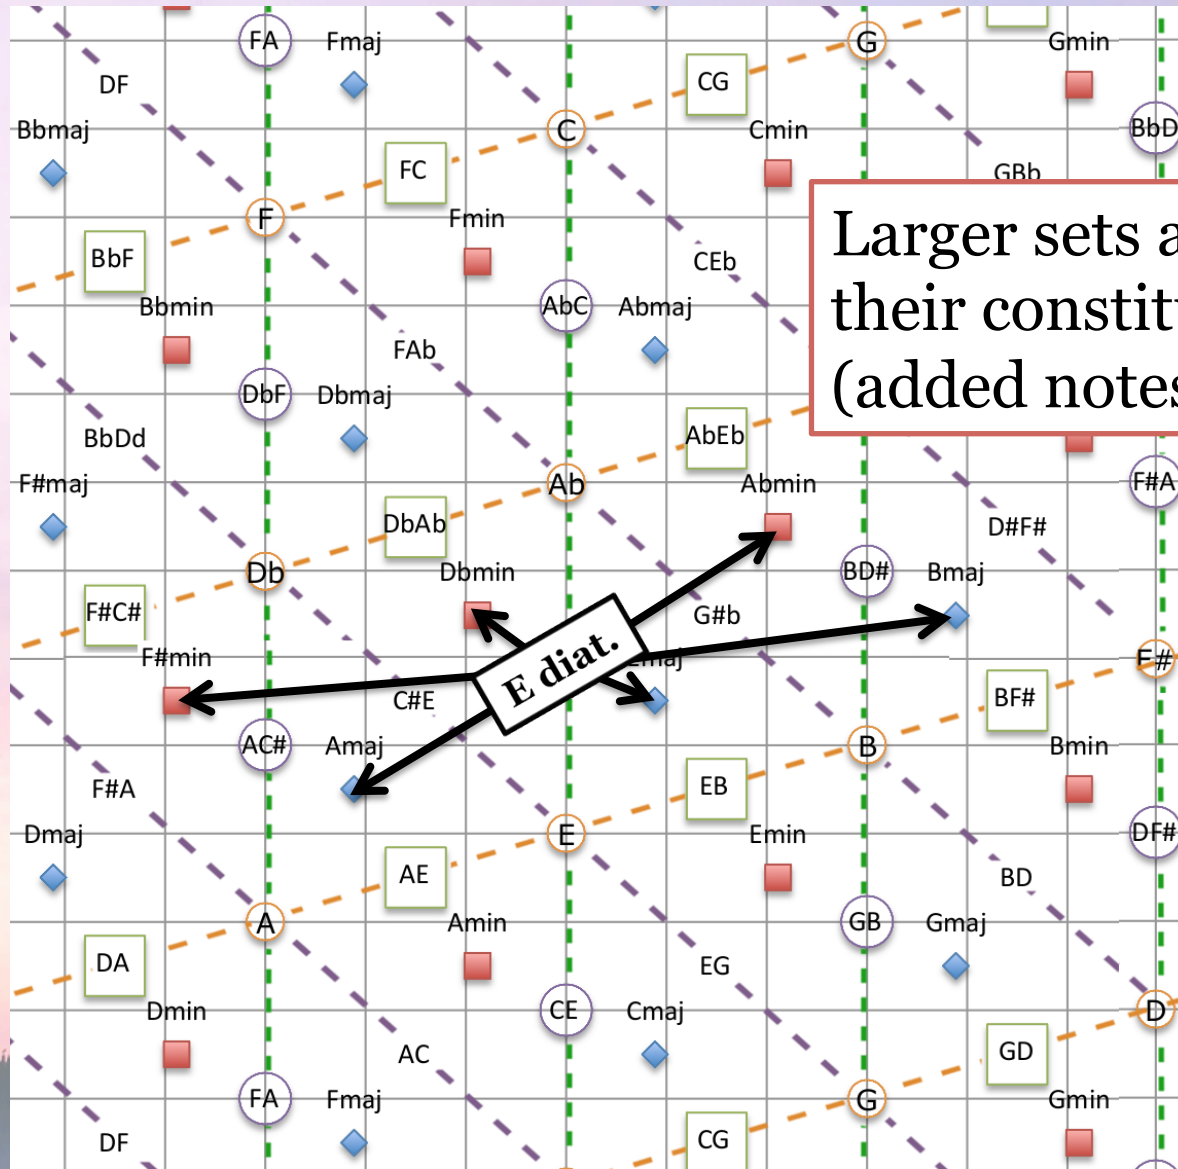 FA
Fmaj
G
Gmin
DF
CG
Bbmaj
C
Cmin
BbD
FC
GBb
F
Fmin
Larger sets a
BbF
CEb
Bbmin
AbC
Abmaj
their constit
FAb
DbF
Dbmaj
(added notes
BbDd
AbEb
F#maj
Ab
Abmin
F#A
DbAb
D#F#
Db
Dbmin
BD#
Bmaj
F#C#
G#b
F#min
E diat.
Emaj
F#
C#E
BF#
AC#
Amaj
B
Bmin
F#A
EB
Dmaj
E
Emin
DF#
AE
BD
A
Amin
GB
Gmaj
DA
EG
Dmin
CE
Cmaj
D
AC
GD
FA
Fmaj
G
Gmin
DF
CG